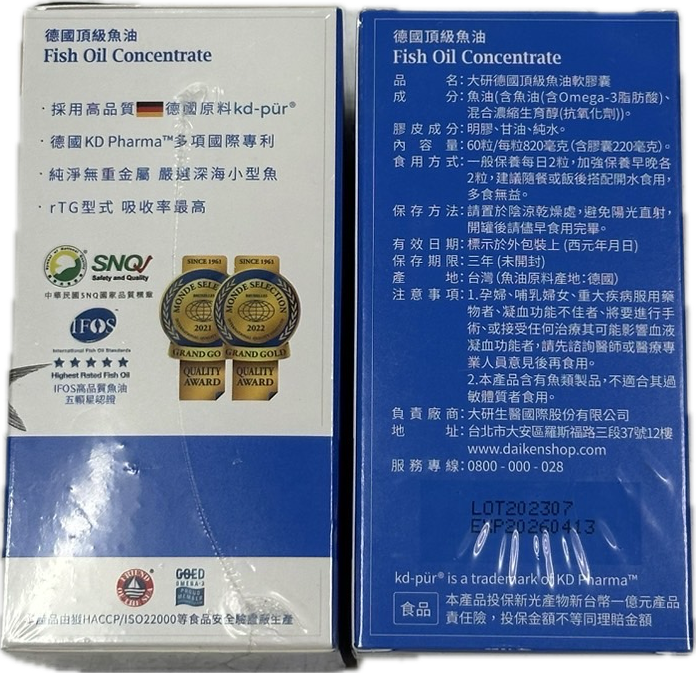 德國頂級魚油
Fish Oil Concentrate
· 採用高品質 德國原料kd-pür®
· 德國KD Pharma™多項國際專利
· 純淨無重金屬 嚴選深海小型魚
· rTG型式 吸收率最高
SNQ
Safety and Quality
中華民國SNQ國家品質標章
IFOS
International Fish Oil Standards
★★★★★
Highest Rated Fish Oil
IFOS高品質魚油
五顆星認證
SINCE 1961
MONDE SELECTION
2021
GRAND GO
QUALITY
AWARD
SINCE 1961
MONDE SELECTION
2022
GRAND GOLD
QUALITY
AWARD
FRIEND
OF THE SEA
GOED
OMEGA-3
PROUD
MEMBER
產品由經HACCP/ISO22000等食品安全驗證廠生產
德國頂級魚油
Fish Oil Concentrate
品名:大研德國頂級魚油軟膠囊
成分:魚油(含魚油(含Omega-3脂肪酸)、
混合濃縮生育醇(抗氧化劑))。
膠皮成分:明膠、甘油、純水。
內容量:60粒/每粒820毫克(含膠囊220毫克)。
食用方式:一般保養每日2粒，加強保養早晚各
2粒，建議隨餐或飯後搭配開水食用，
多食無益。
保存方法:請置於陰涼乾燥處，避免陽光直射，
開罐後請儘早食用完畢。
有效日期:標示於外包裝上 (西元年月日)
保存期限:三年 (未開封)
產地:台灣 (魚油原料產地:德國)
注意事項:1.孕婦、哺乳婦女、重大疾病服用藥
物者、凝血功能不佳者、將要進行手
術、或接受任何治療其可能影響血液
凝血功能者，請先諮詢醫師或醫療專
業人員意見後再食用。
2.本產品含有魚類製品，不適合其過
敏體質者食用。
負責廠商:大研生醫國際股份有限公司
地址:台北市大安區羅斯福路三段37號12樓
www.daikenshop.com
服務專線:0800 - 000 - 028
LOT202307
EXP20260413
kd-pür® is a trademark of KD Pharma™
食品
本產品投保新光產物新台幣一億元產品
責任險，投保金額不等同理賠金額